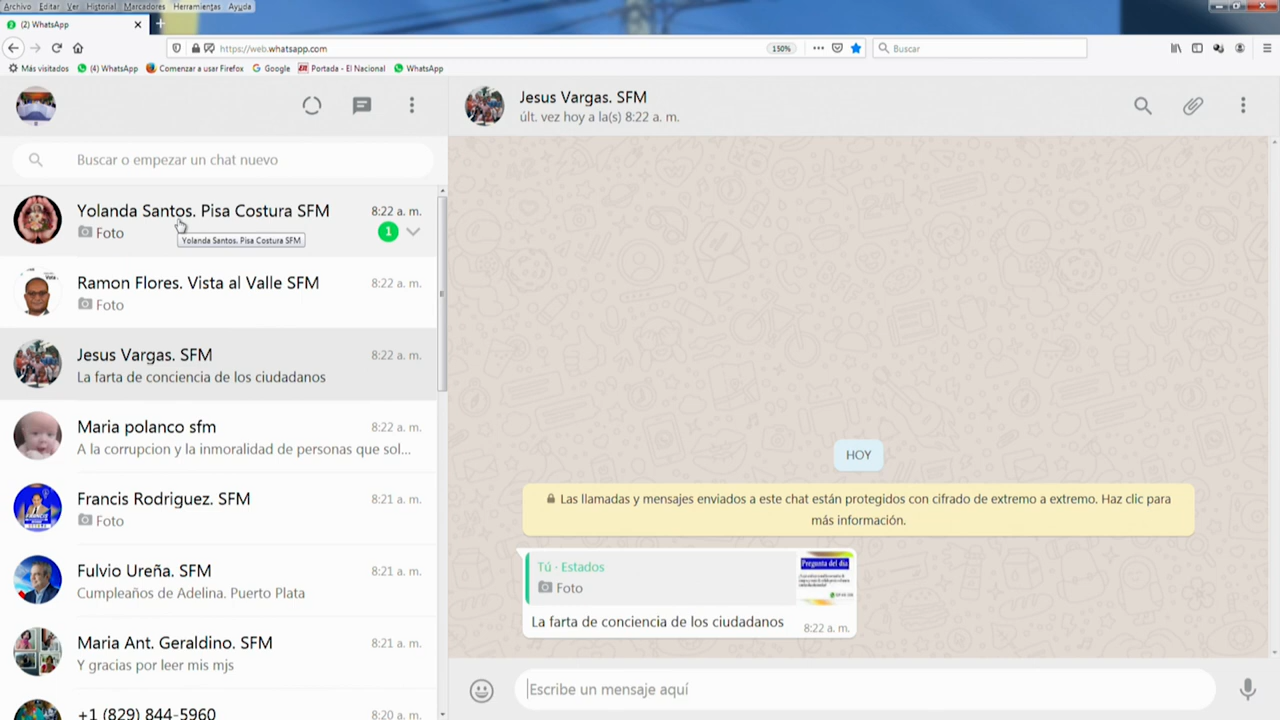 Archivo Editar Ver Historial Marcadores Herramientas Ayuda
(2) WhatsApp
https://web.whatsapp.com
150%
Buscar
Más visitados (4) WhatsApp Comenzar a usar Firefox Google Portada - El Nacional WhatsApp
Buscar o empezar un chat nuevo
Yolanda Santos. Pisa Costura SFM 8:22 a. m.
Foto 1
Yolanda Santos. Pisa Costura SFM
Ramon Flores. Vista al Valle SFM 8:22 a. m.
Foto
Jesus Vargas. SFM 8:22 a. m.
La farta de conciencia de los ciudadanos
Maria polanco sfm 8:22 a. m.
A la corrupcion y la inmoralidad de personas que sol...
Francis Rodriguez. SFM 8:21 a. m.
Foto
Fulvio Ureña. SFM 8:21 a. m.
Cumpleaños de Adelina. Puerto Plata
Maria Ant. Geraldino. SFM 8:21 a. m.
Y gracias por leer mis mjs
+1 (829) 844-5960 8:20 a. m.
Jesus Vargas. SFM
últ. vez hoy a la(s) 8:22 a. m.
HOY
Las llamadas y mensajes enviados a este chat están protegidos con cifrado de extremo a extremo. Haz clic para
más información.
Tú · Estados
Foto
Pregunta del dia
La farta de conciencia de los ciudadanos
8:22 a. m.
Escribe un mensaje aquí